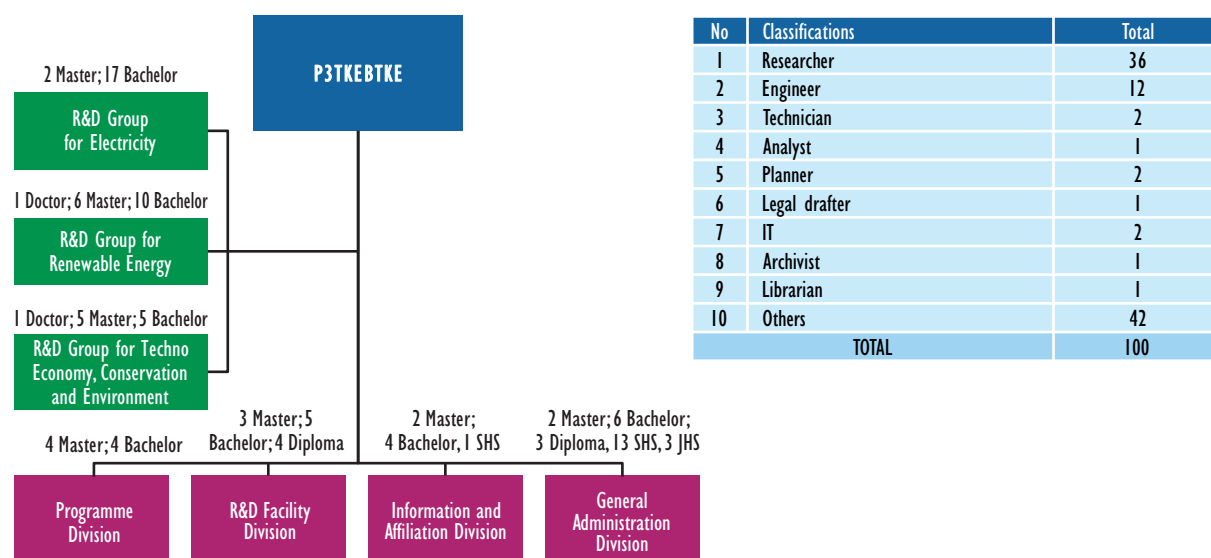 P3TKEBTKE
2 Master; 17 Bachelor
R&D Group
for Electricity
1 Doctor; 6 Master; 10 Bachelor
R&D Group for
Renewable Energy
1 Doctor; 5 Master; 5 Bachelor
R&D Group for Techno
Economy, Conservation
and Environment
4 Master; 4 Bachelor
Programme
Division
3 Master; 5
Bachelor; 4 Diploma
R&D Facility
Division
2 Master;
4 Bachelor, 1 SHS
Information and
Affiliation Division
2 Master; 6 Bachelor;
3 Diploma, 13 SHS, 3 JHS
General
Administration
Division
No Classifications Total
1 Researcher 36
2 Engineer 12
3 Technician 2
4 Analyst 1
5 Planner 2
6 Legal drafter 1
7 IT 2
8 Archivist 1
9 Librarian 1
10 Others 42
TOTAL 100